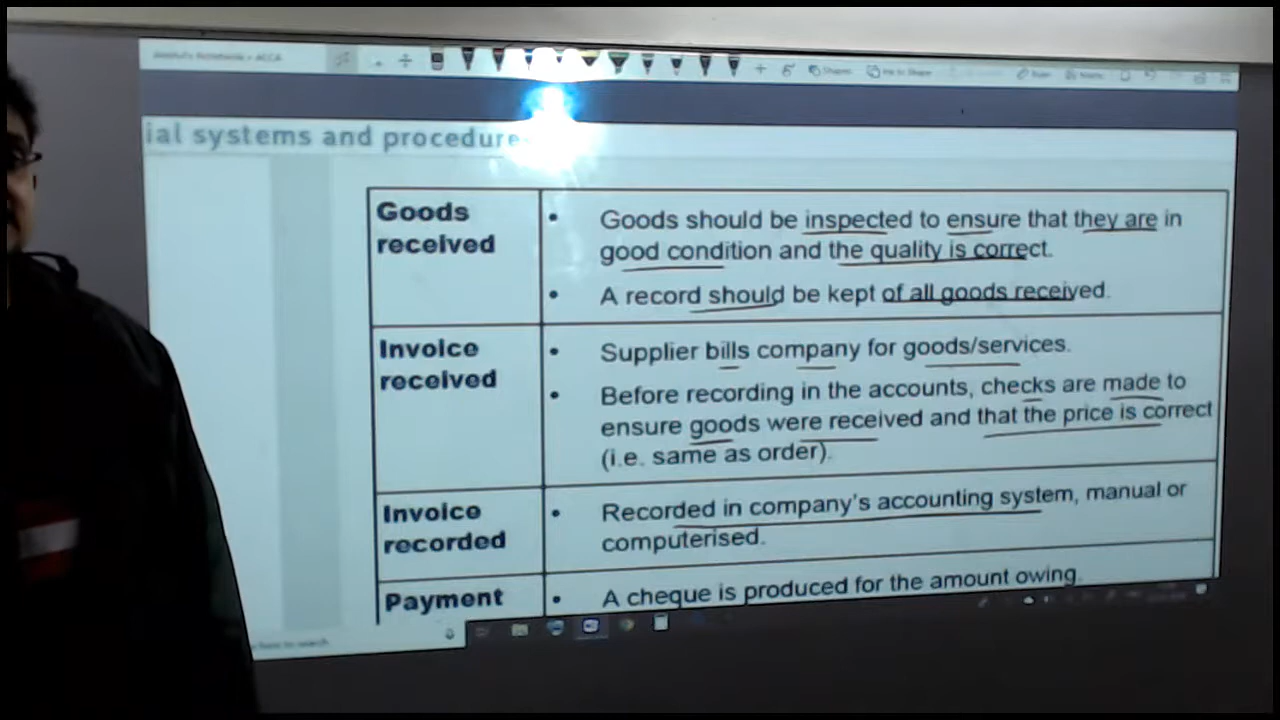 ACCA
ial systems and procedure
Goods received
• Goods should be inspected to ensure that they are in
good condition and the quality is correct.
• A record should be kept of all goods received.
Invoice received
• Supplier bills company for goods/services.
• Before recording in the accounts, checks are made to
ensure goods were received and that the price is correct
(i.e. same as order).
Invoice recorded
• Recorded in company's accounting system, manual or
computerised.
Payment
• A cheque is produced for the amount owing.
here to search